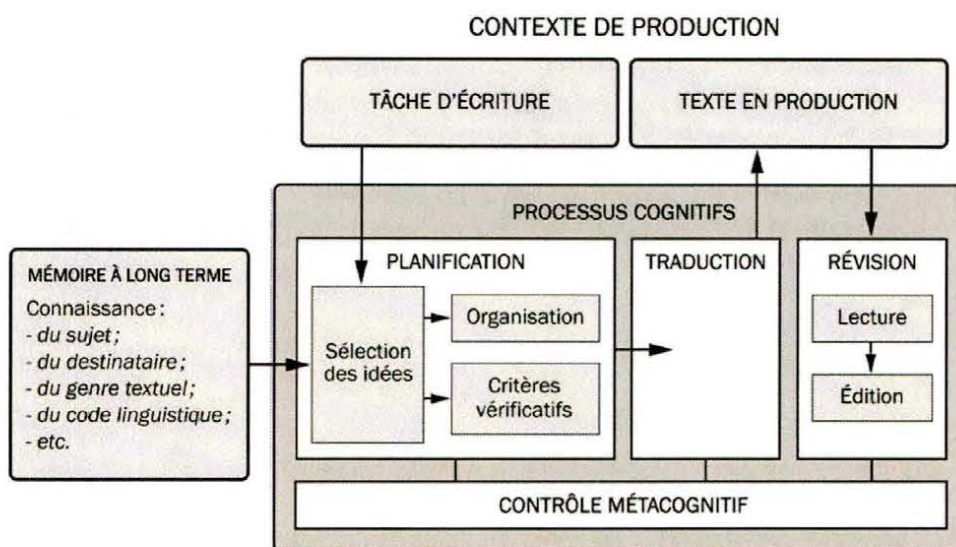 CONTEXTE DE PRODUCTION
TÂCHE D'ÉCRITURE
TEXTE EN PRODUCTION
PROCESSUS COGNITIFS
MÉMOIRE À LONG TERME
Connaissance :
- du sujet ;
- du destinataire ;
- du genre textuel ;
- du code linguistique ;
- etc.
PLANIFICATION
Sélection
des idées
Organisation
Critères
vérificatifs
TRADUCTION
RÉVISION
Lecture
Édition
CONTRÔLE MÉTACOGNITIF